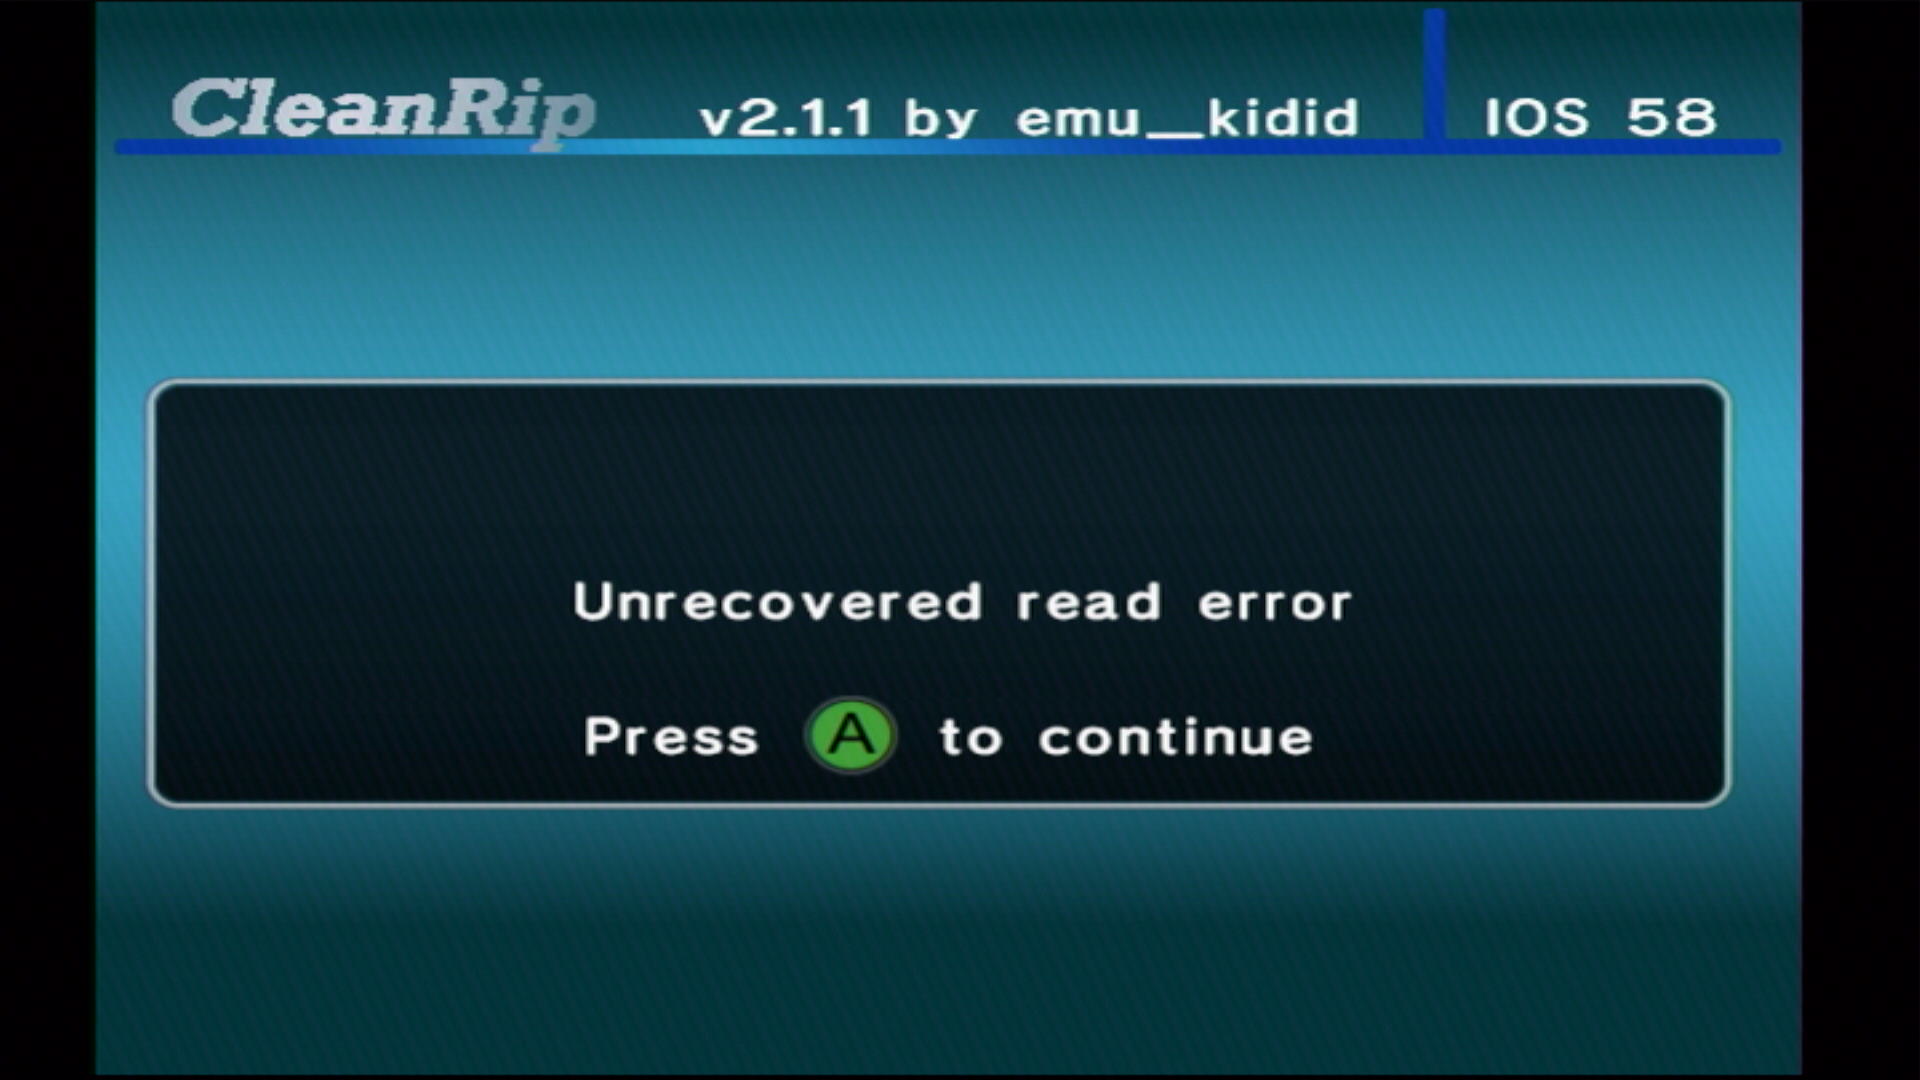 CleanRip v2.1.1 by emu_kidid IOS 58
Unrecovered read error
Press A to continue